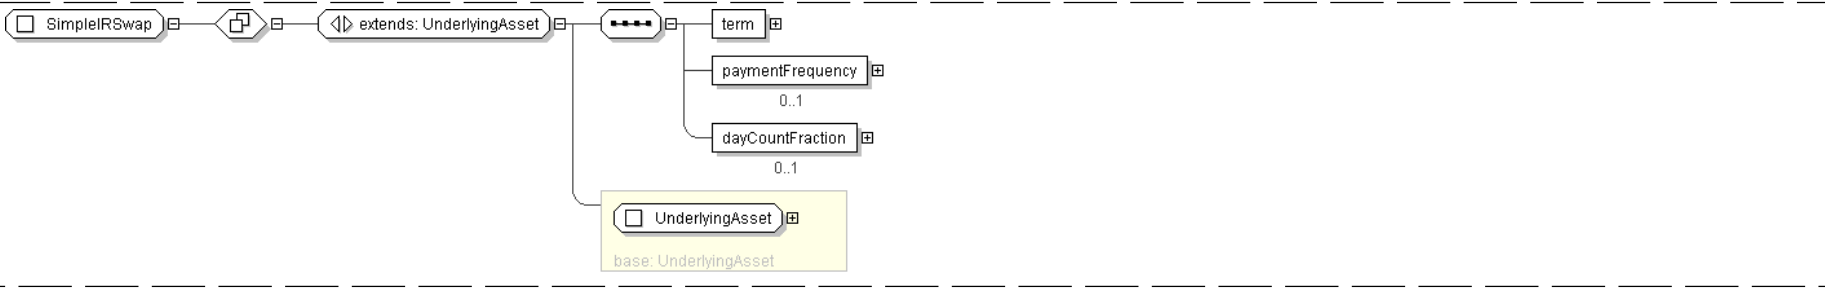 SimpleIRSwap
extends: UnderlyingAsset
term
paymentFrequency
0..1
dayCountFraction
0..1
UnderlyingAsset
base: UnderlyingAsset